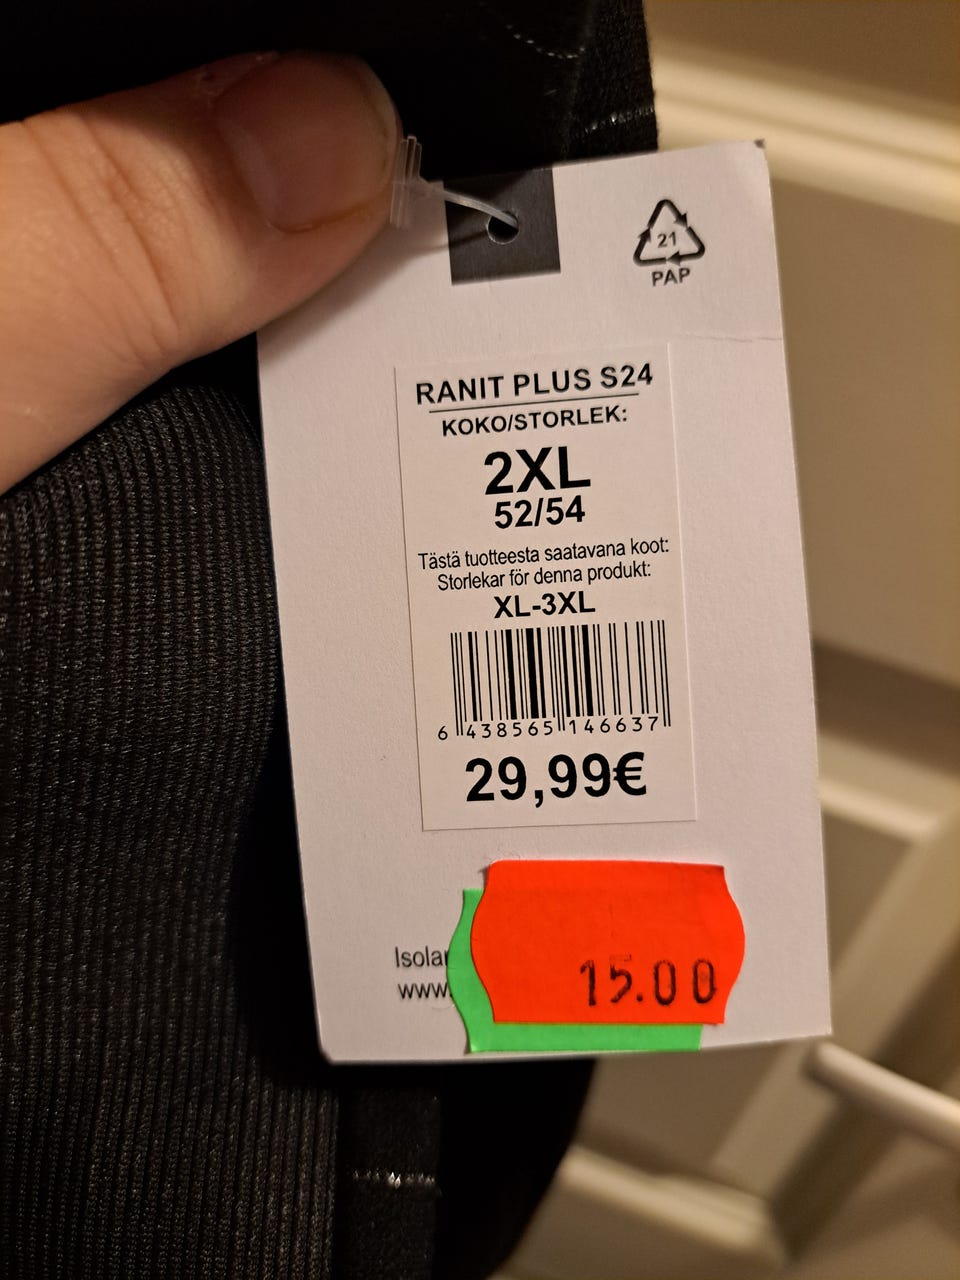 21
PAP
RANIT PLUS S24
KOKO/STORLEK:
2XL
52/54
Tästä tuotteesta saatavana koot:
Storlekar för denna produkt:
XL-3XL
6 438565 146637
29,99€
www.
15.00